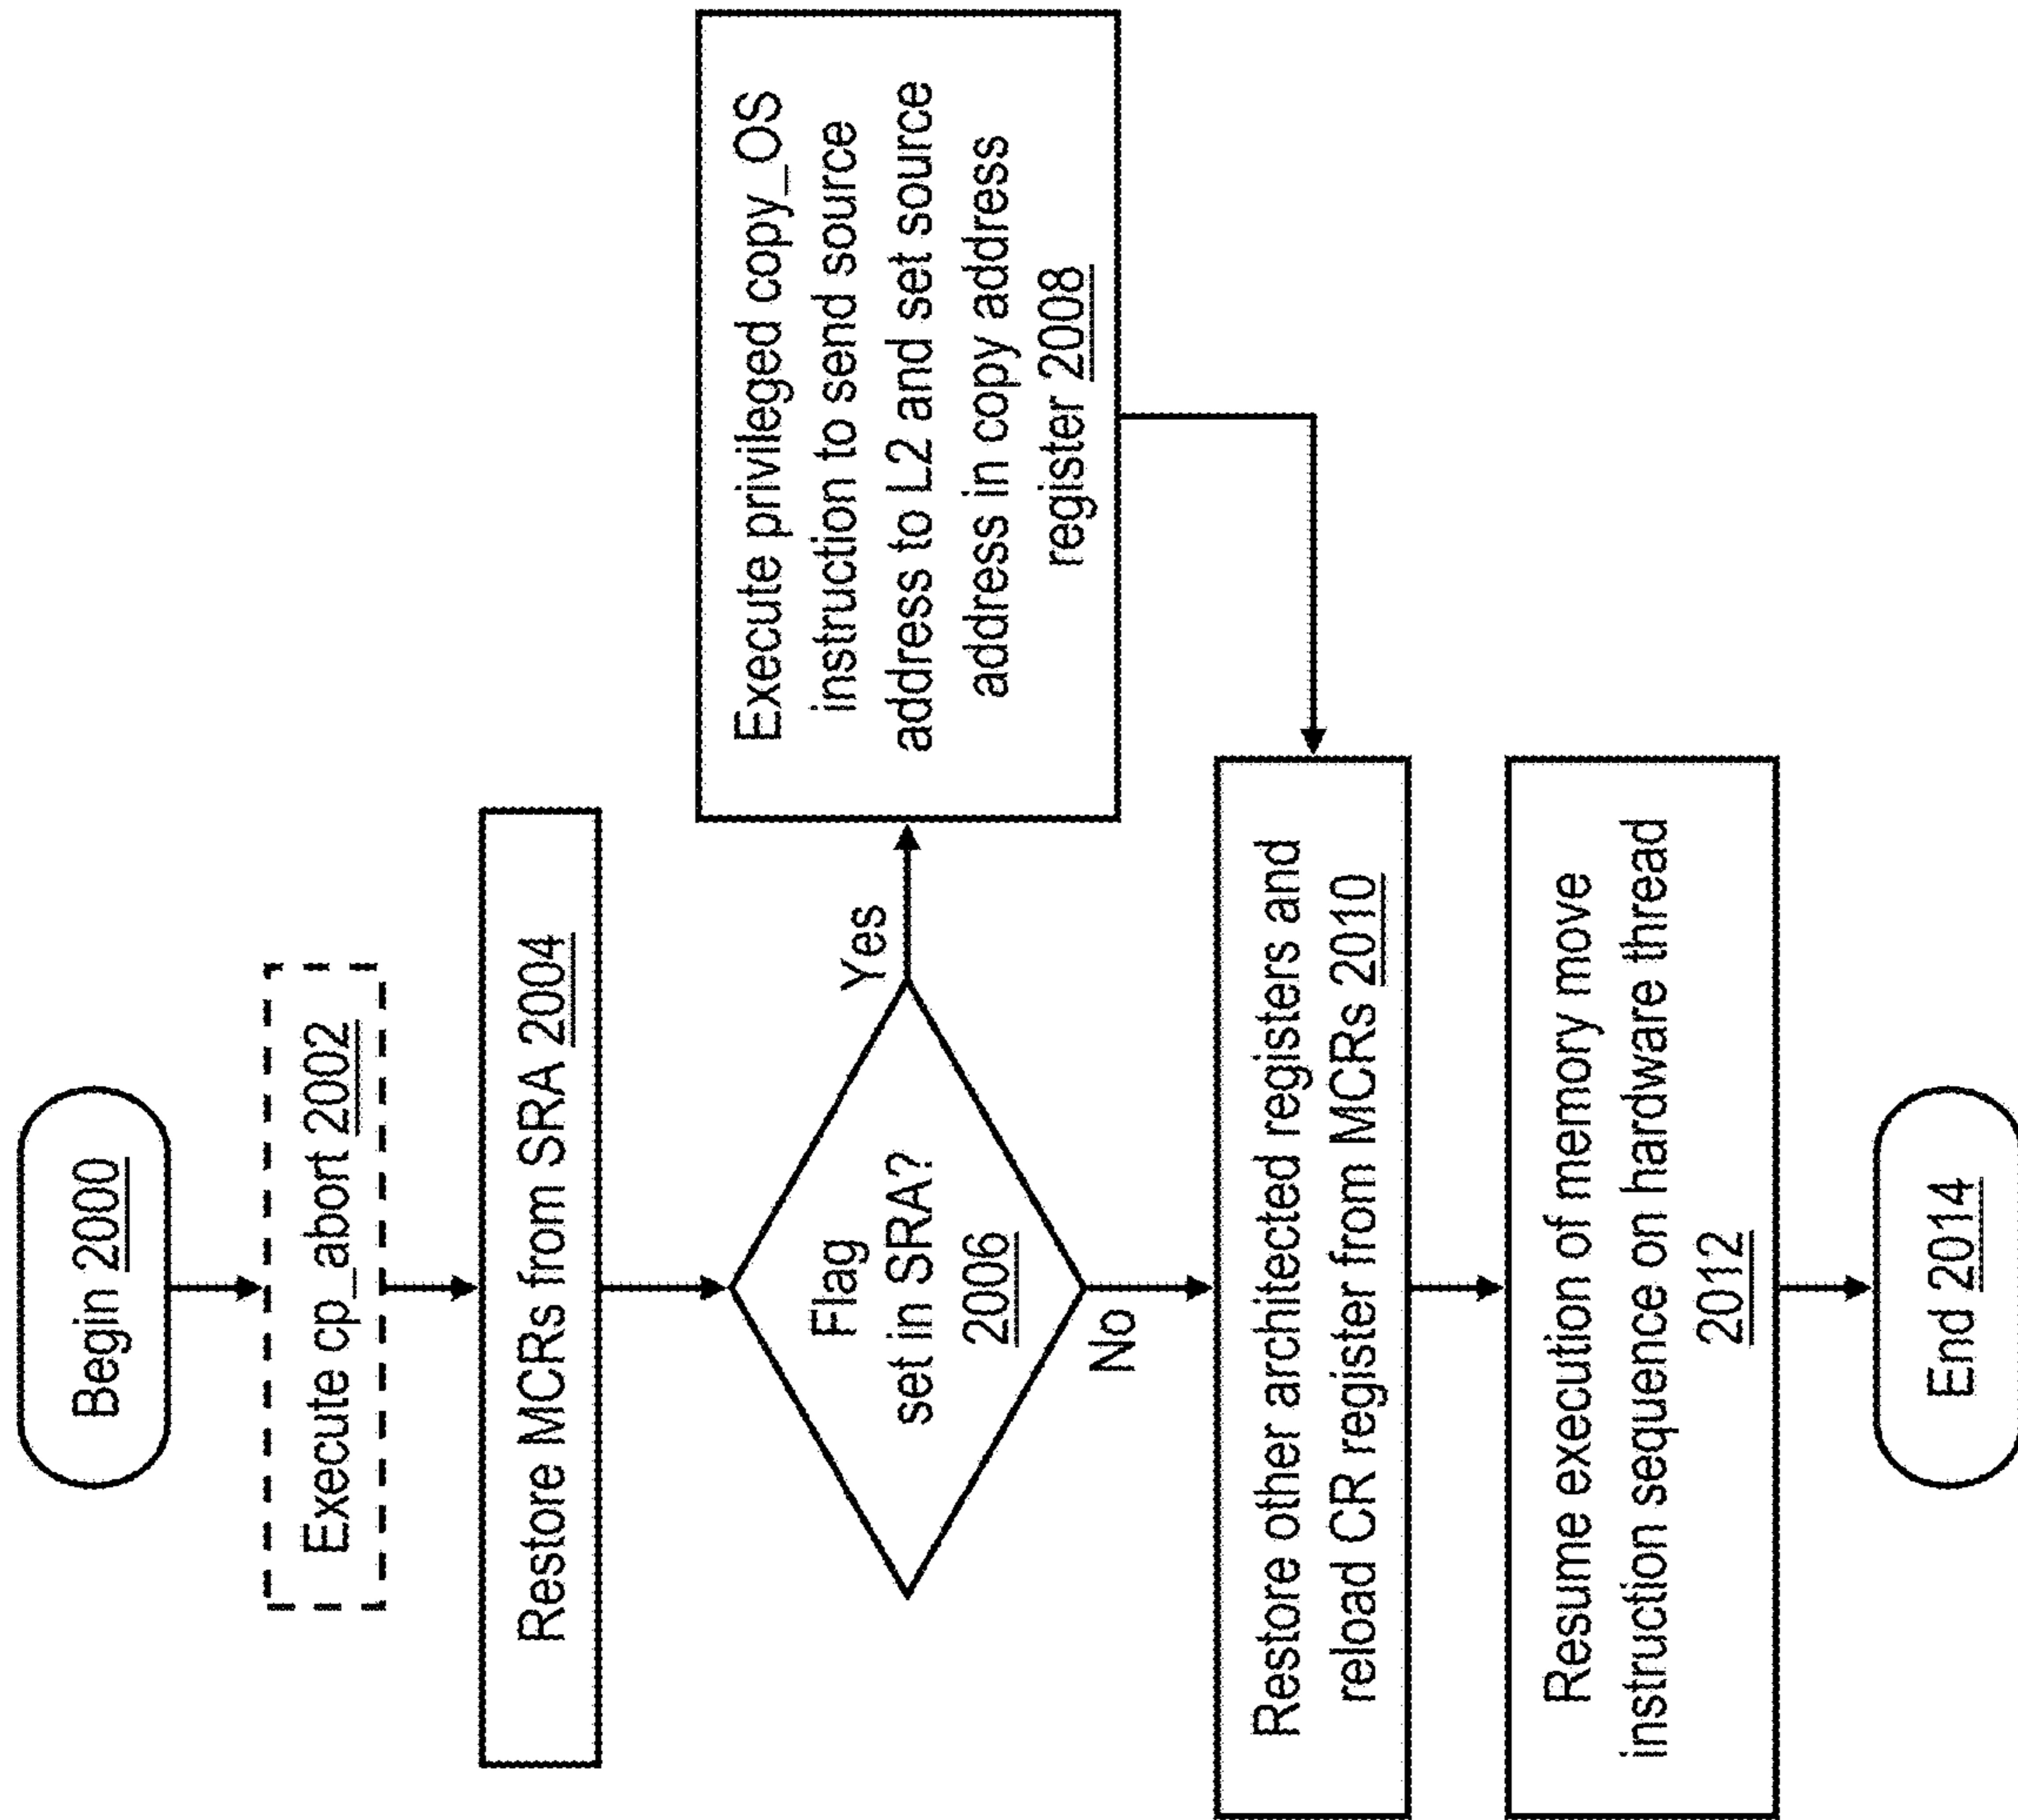 Begin 2000
Execute cp_abort 2002
Restore MCRs from SRA 2004
Flag
set in SRA?
2006
Yes
No
Execute privileged copy_OS
instruction to send source
address to L2 and set source
address in copy address
register 2008
Restore other architected registers and
reload CR register from MCRs 2010
Resume execution of memory move
instruction sequence on hardware thread
2012
End 2014